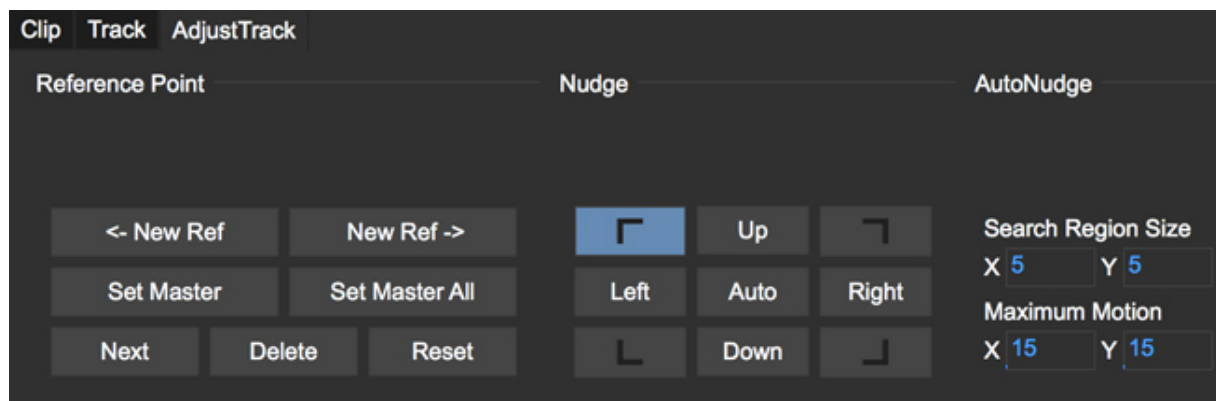 Clip Track AdjustTrack
Reference Point
Nudge
AutoNudge
<- New Ref New Ref ->
Set Master Set Master All
Next Delete Reset
Up
Left Auto Right
Down
Search Region Size
X 5 Y 5
Maximum Motion
X 15 Y 15